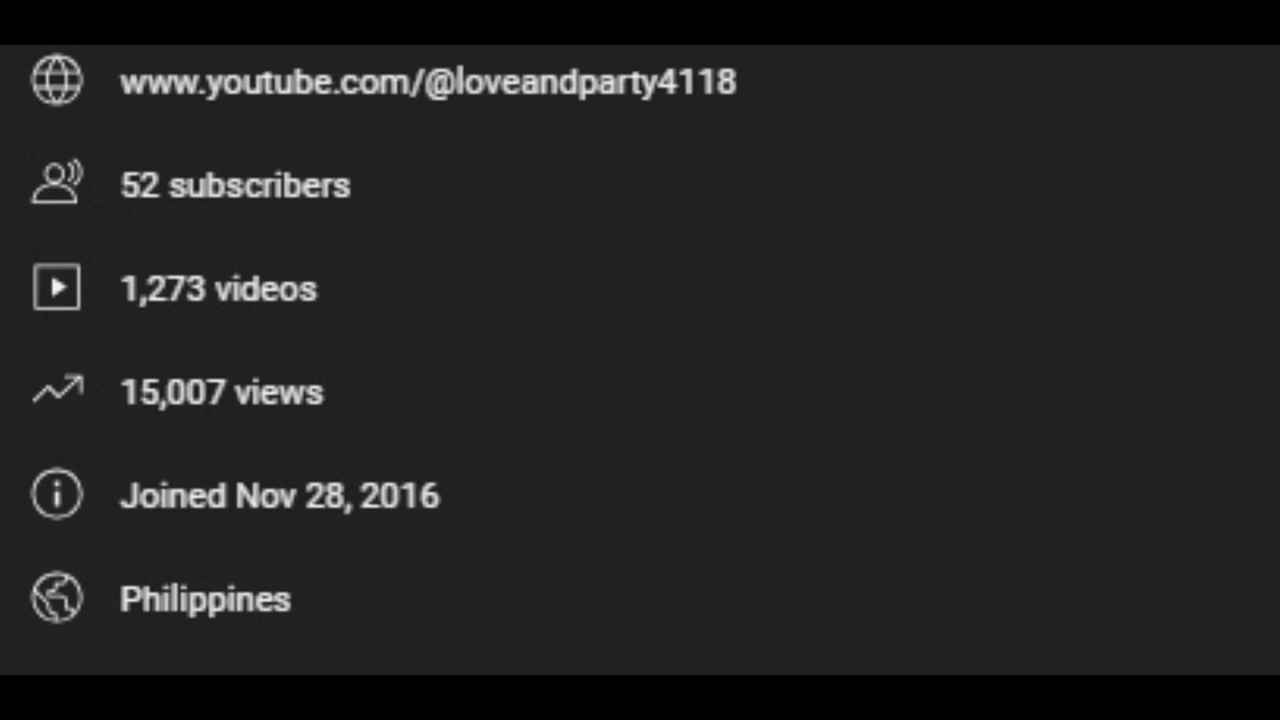 www.youtube.com/@loveandparty4118
52 subscribers
1,273 videos
15,007 views
Joined Nov 28, 2016
Philippines